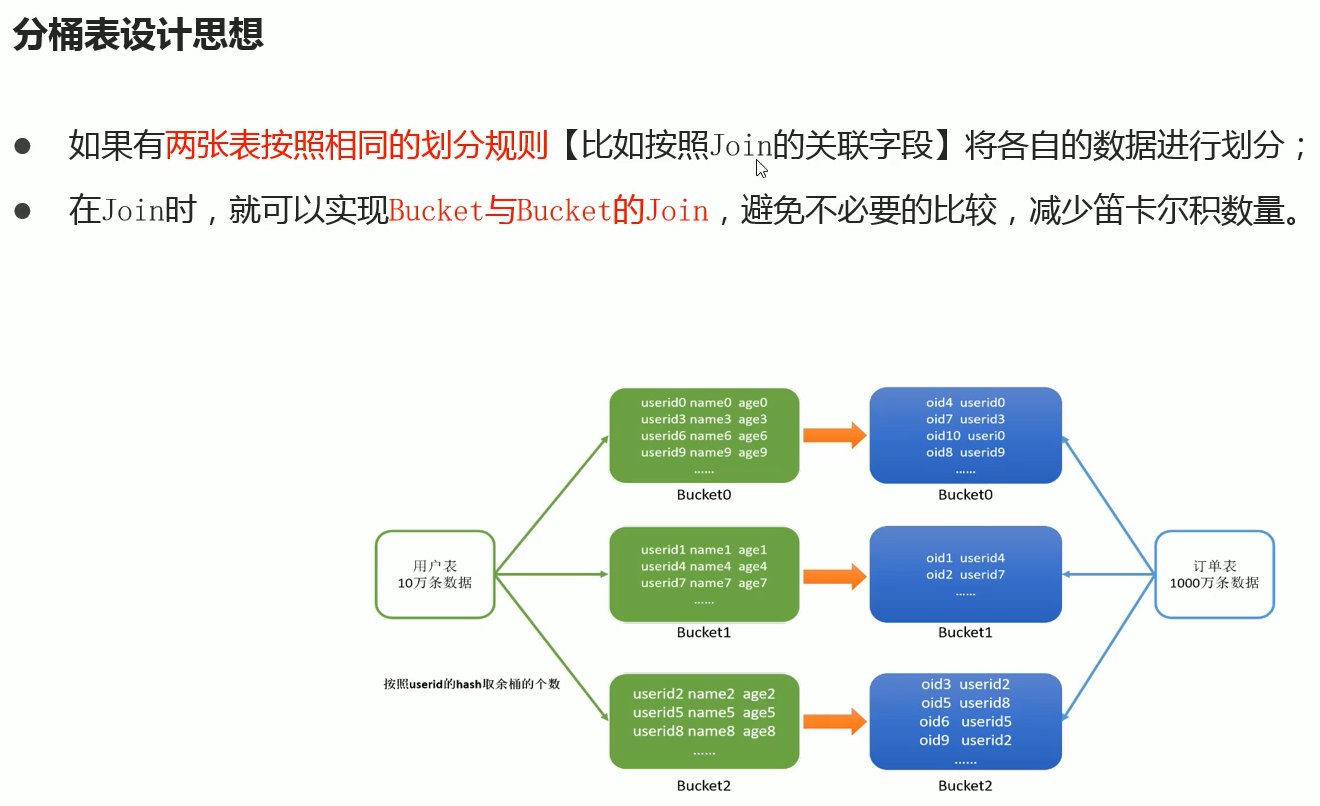 分桶表设计思想
● 如果有两张表按照相同的划分规则【比如按照Join的关联字段】将各自的数据进行划分；
● 在Join时，就可以实现Bucket与Bucket的Join，避免不必要的比较，减少笛卡尔积数量。
userid0 name0 age0
userid3 name3 age3
userid6 name6 age6
userid9 name9 age9
......
Bucket0
oid4 userid0
oid7 userid3
oid10 useri0
oid8 userid9
......
Bucket0
用户表
10万条数据
userid1 name1 age1
userid4 name4 age4
userid7 name7 age7
......
Bucket1
oid1 userid4
oid2 userid7
......
Bucket1
订单表
1000万条数据
按照userid的hash取余桶的个数
userid2 name2 age2
userid5 name5 age5
userid8 name8 age8
......
Bucket2
oid3 userid2
oid5 userid8
oid6 userid5
oid9 userid2
......
Bucket2